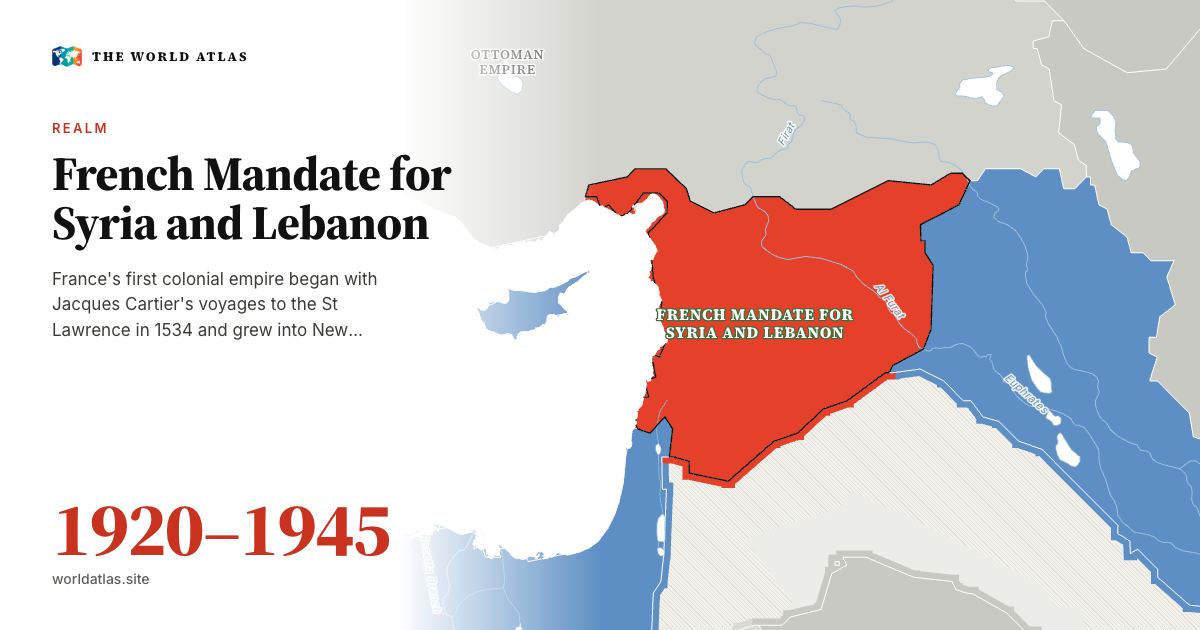 THE WORLD ATLAS
REALM
French Mandate for
Syria and Lebanon
France's first colonial empire began with
Jacques Cartier's voyages to the St
Lawrence in 1534 and grew into New...
1920–1945
worldatlas.site
OTTOMAN
EMPIRE
Firat
Al Furat
FRENCH MANDATE FOR
SYRIA AND LEBANON
Euphrates